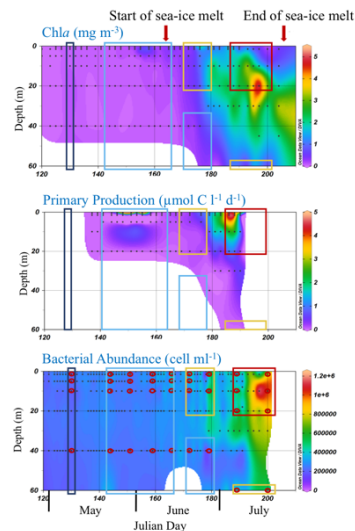 Start of sea-ice melt End of sea-ice melt
Chla (mg m-3)
Depth (m)
0
20
40
60
120 140 160 180 200
5
4
3
2
1
0
Ocean Data View / DIVA
Primary Production (µmol C l-1 d-1)
Depth (m)
0
20
40
60
120 140 160 180 200
5
4
3
2
1
0
Ocean Data View / DIVA
Bacterial Abundance (cell ml-1)
Depth (m)
0
20
40
60
120 140 160 180 200
1.2e+6
1e+6
800000
600000
400000
200000
0
Ocean Data View / DIVA
May June July
Julian Day